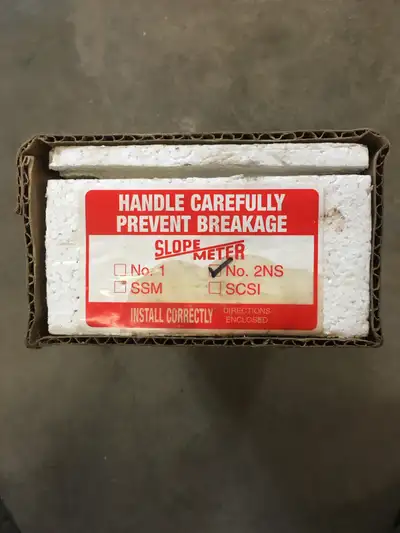 HANDLE CAREFULLY
PREVENT BREAKAGE
SLOPE METER
No. 1 No. 2NS
SSM SCSI
INSTALL CORRECTLY DIRECTIONS ENCLOSED